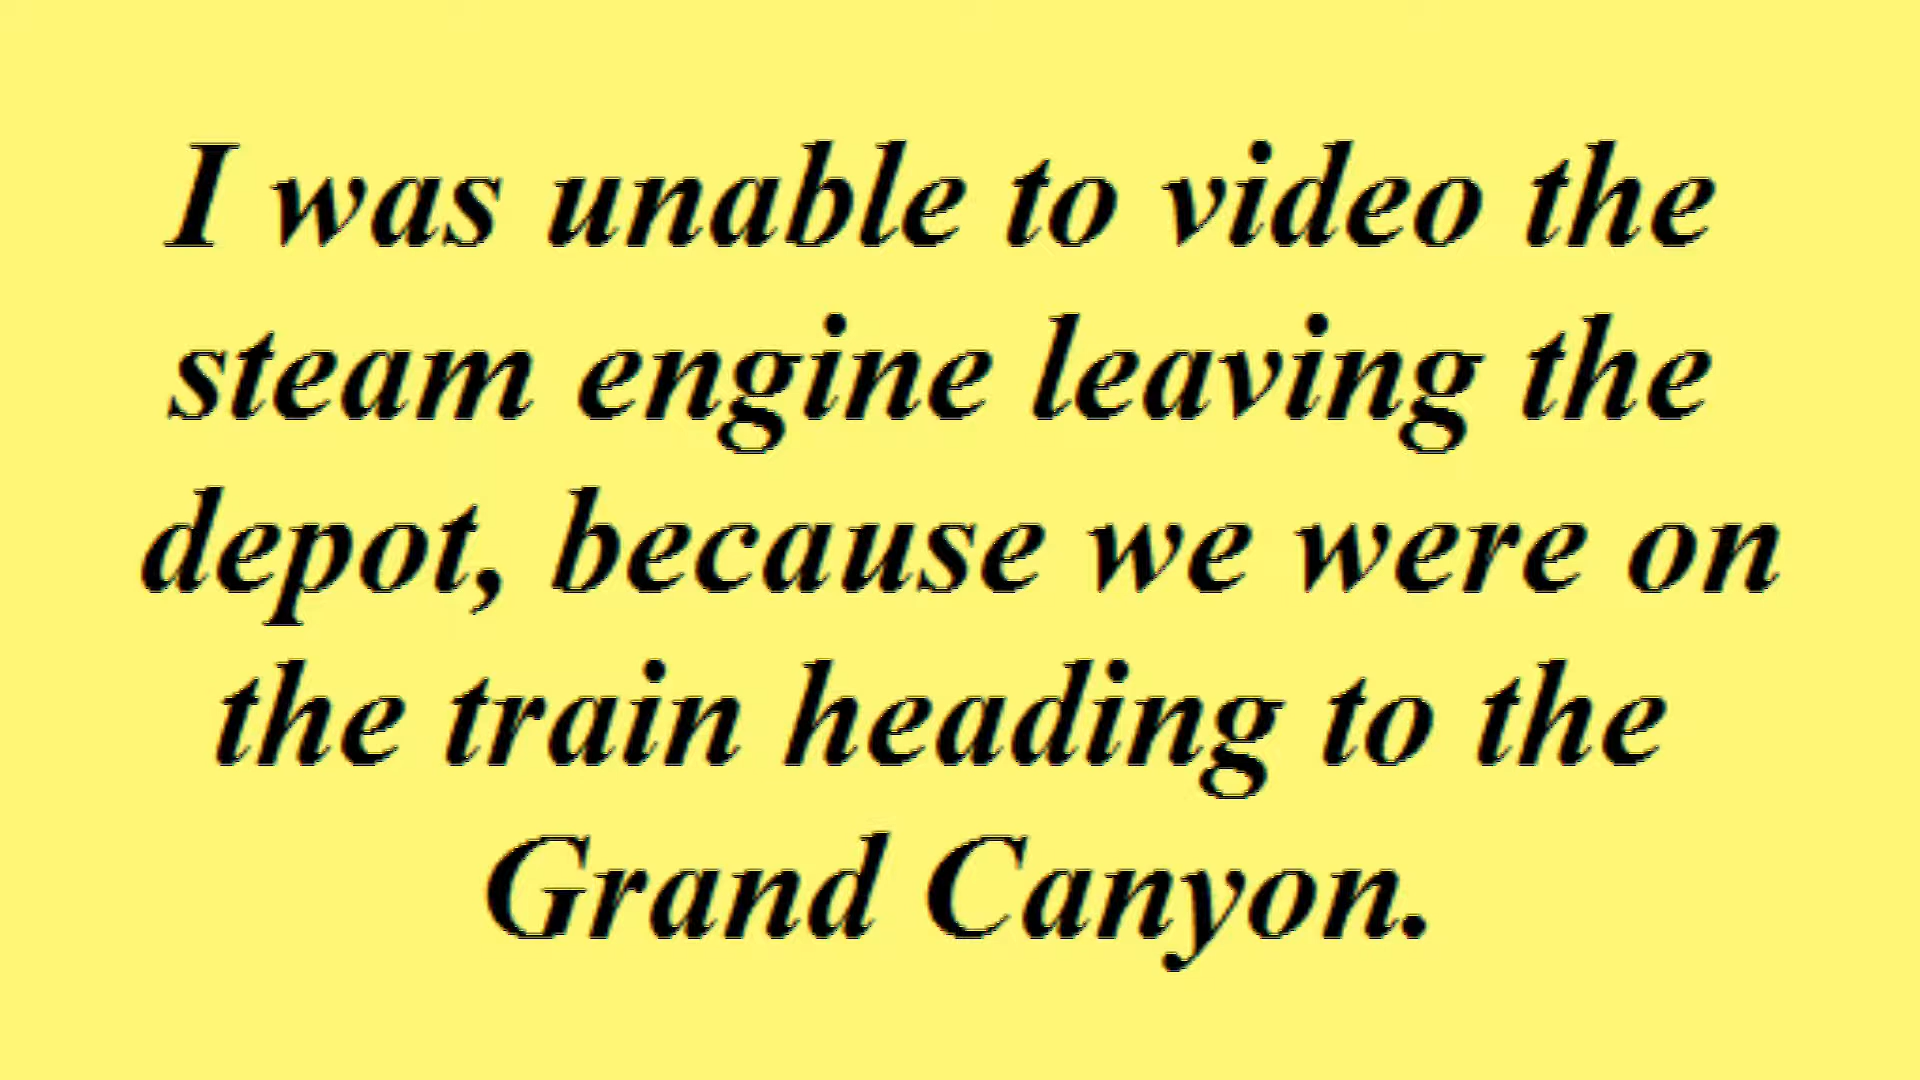 I was unable to video the
steam engine leaving the
depot, because we were on
the train heading to the
Grand Canyon.